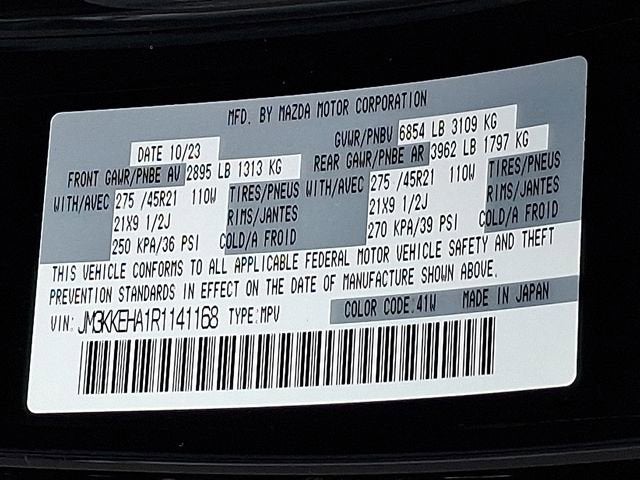 MFD. BY MAZDA MOTOR CORPORATION
DATE 10/23 GVWR/PNBV 6854 LB 3109 KG
FRONT GAWR/PNBE AV 2895 LB 1313 KG REAR GAWR/PNBE AR 3962 LB 1797 KG
WITH/AVEC 275 /45R21 110W TIRES/PNEUS WITH/AVEC 275 /45R21 110W TIRES/PNEUS
21X9 1/2J RIMS/JANTES 21X9 1/2J RIMS/JANTES
250 KPA/36 PSI COLD/A FROID 270 KPA/39 PSI COLD/A FROID
THIS VEHICLE CONFORMS TO ALL APPLICABLE FEDERAL MOTOR VEHICLE SAFETY AND THEFT
PREVENTION STANDARDS IN EFFECT ON THE DATE OF MANUFACTURE SHOWN ABOVE.
VIN: JM3KKEHA1R1141168 TYPE:MPV COLOR CODE:41W MADE IN JAPAN